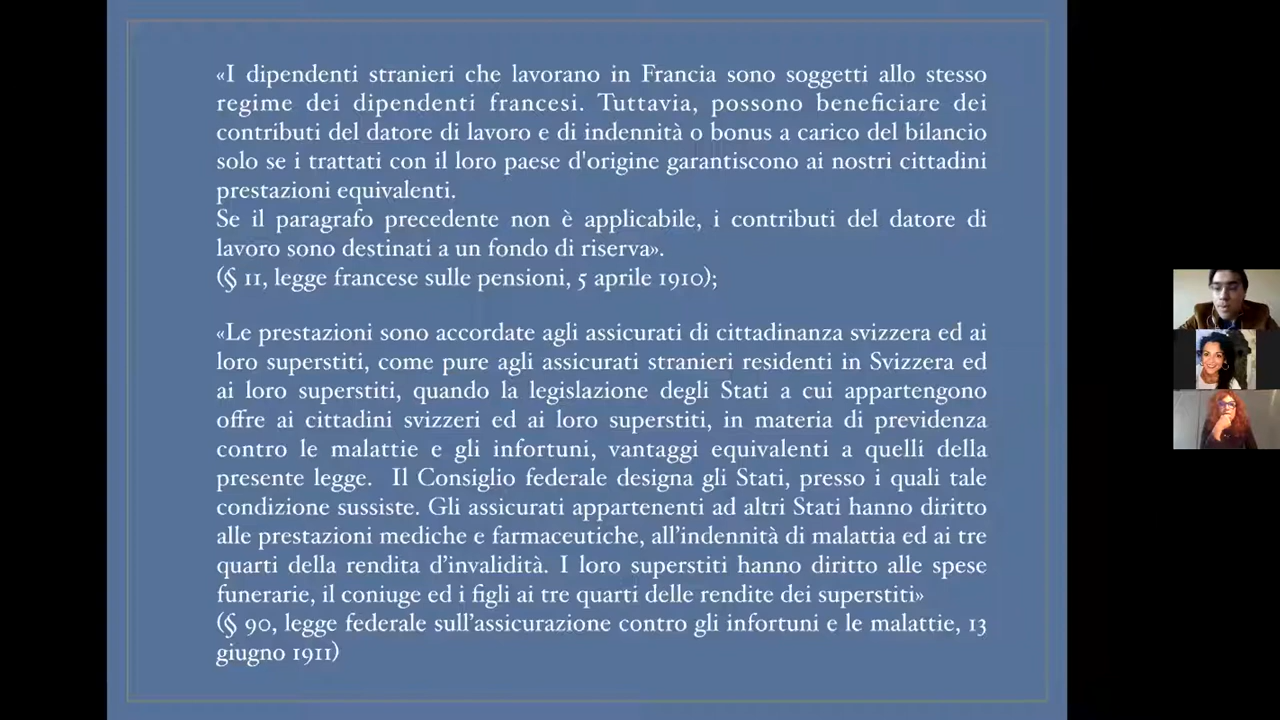 «I dipendenti stranieri che lavorano in Francia sono soggetti allo stesso
regime dei dipendenti francesi. Tuttavia, possono beneficiare dei
contributi del datore di lavoro e di indennità o bonus a carico del bilancio
solo se i trattati con il loro paese d'origine garantiscono ai nostri cittadini
prestazioni equivalenti.
Se il paragrafo precedente non è applicabile, i contributi del datore di
lavoro sono destinati a un fondo di riserva».
(§ 11, legge francese sulle pensioni, 5 aprile 1910);
«Le prestazioni sono accordate agli assicurati di cittadinanza svizzera ed ai
loro superstiti, come pure agli assicurati stranieri residenti in Svizzera ed
ai loro superstiti, quando la legislazione degli Stati a cui appartengono
offre ai cittadini svizzeri ed ai loro superstiti, in materia di previdenza
contro le malattie e gli infortuni, vantaggi equivalenti a quelli della
presente legge. Il Consiglio federale designa gli Stati, presso i quali tale
condizione sussiste. Gli assicurati appartenenti ad altri Stati hanno diritto
alle prestazioni mediche e farmaceutiche, all’indennità di malattia ed ai tre
quarti della rendita d’invalidità. I loro superstiti hanno diritto alle spese
funerarie, il coniuge ed i figli ai tre quarti delle rendite dei superstiti»
(§ 90, legge federale sull’assicurazione contro gli infortuni e le malattie, 13
giugno 1911)